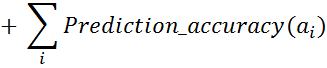 + ∑_i Prediction_accuracy(a_i)